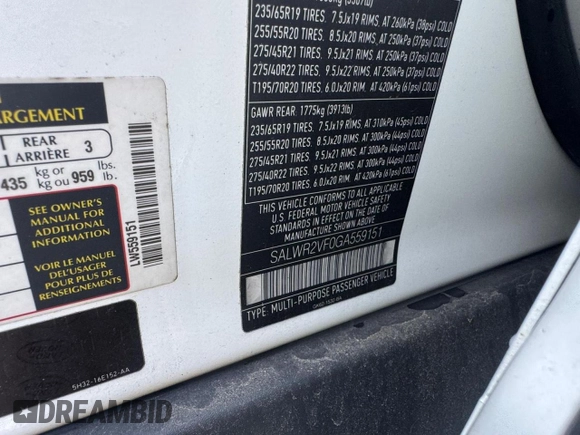 235/65R19 TIRES. 7.5Jx19 RIMS. AT 260kPa (38psi) COLD
255/55R20 TIRES. 8.5Jx20 RIMS. AT 250kPa (37psi) COLD
275/45R21 TIRES. 9.5Jx21 RIMS. AT 250kPa (37psi) COLD
275/40R22 TIRES. 9.5Jx22 RIMS. AT 250kPa (37psi) COLD
T195/70R20 TIRES. 6.0Jx20 RIM. AT 420kPa (61psi) COLD
GAWR REAR. 1775kg (3913lb)
235/65R19 TIRES. 7.5Jx19 RIMS. AT 310kPa (45psi) COLD
255/55R20 TIRES. 8.5Jx20 RIMS. AT 300kPa (44psi) COLD
275/45R21 TIRES. 9.5Jx21 RIMS. AT 300kPa (44psi) COLD
275/40R22 TIRES. 9.5Jx22 RIMS. AT 300kPa (44psi) COLD
T195/70R20 TIRES. 6.0Jx20 RIM. AT 420kPa (61psi) COLD
THIS VEHICLE CONFORMS TO ALL APPLICABLE
U.S. FEDERAL MOTOR VEHICLE SAFETY
STANDARDS IN EFFECT ON THE DATE OF
MANUFACTURE SHOWN ABOVE.
SALWR2VF0GA559151
TYPE: MULTI-PURPOSE PASSENGER VEHICLE
ARGEMENT
REAR
ARRIÈRE 3
435 kg or
kg ou 959 lbs.
lb.
SEE OWNER'S
MANUAL FOR
ADDITIONAL
INFORMATION
VOIR LE MANUEL
DE L'USAGER
POUR PLUS DE
RENSEIGNEMENTS
LW559151
5H32-16E152-AA
DREAMBID